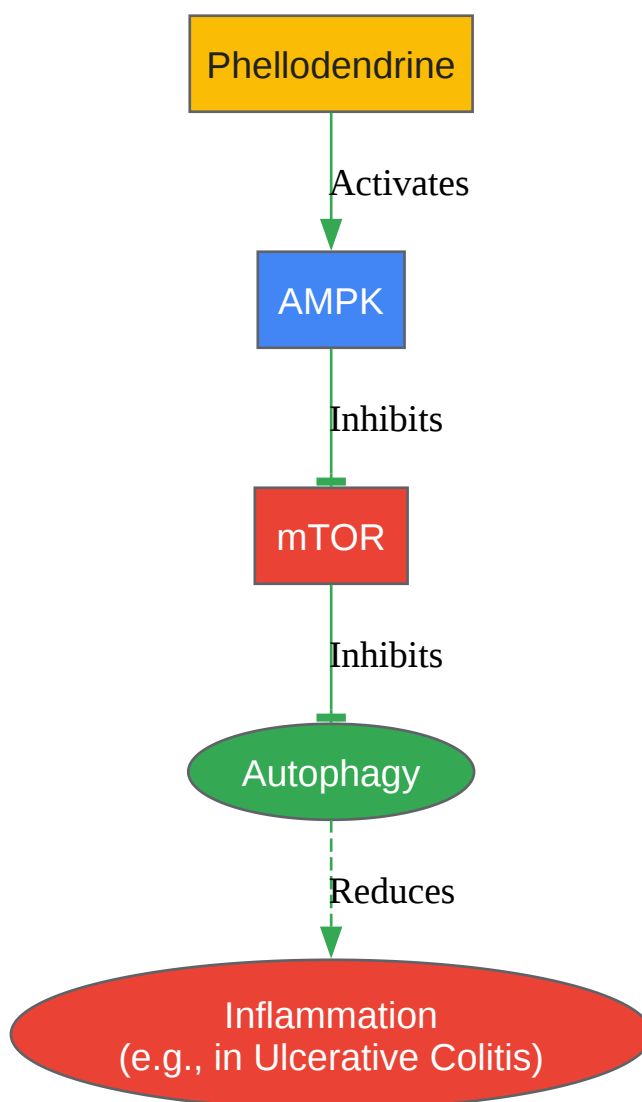 Phellodendrine
Activates
AMPK
Inhibits
mTOR
Inhibits
Autophagy
Reduces
Inflammation
(e.g., in Ulcerative Colitis)